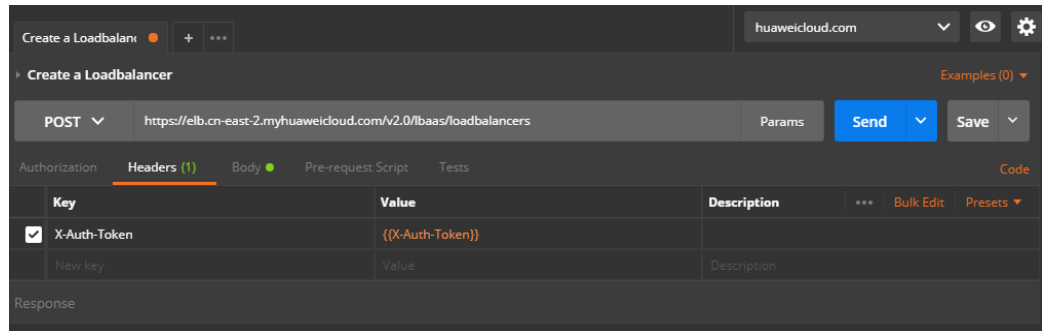 Create a Loadbalanc + ••• huaweicloud.com
Create a Loadbalancer Examples (0)
POST https://elb.cn-east-2.myhuaweicloud.com/v2.0/lbaas/loadbalancers Params Send Save
Authorization Headers (1) Body Pre-request Script Tests Code
Key Value Description ••• Bulk Edit Presets
X-Auth-Token {{X-Auth-Token}}
New key Value Description
Response